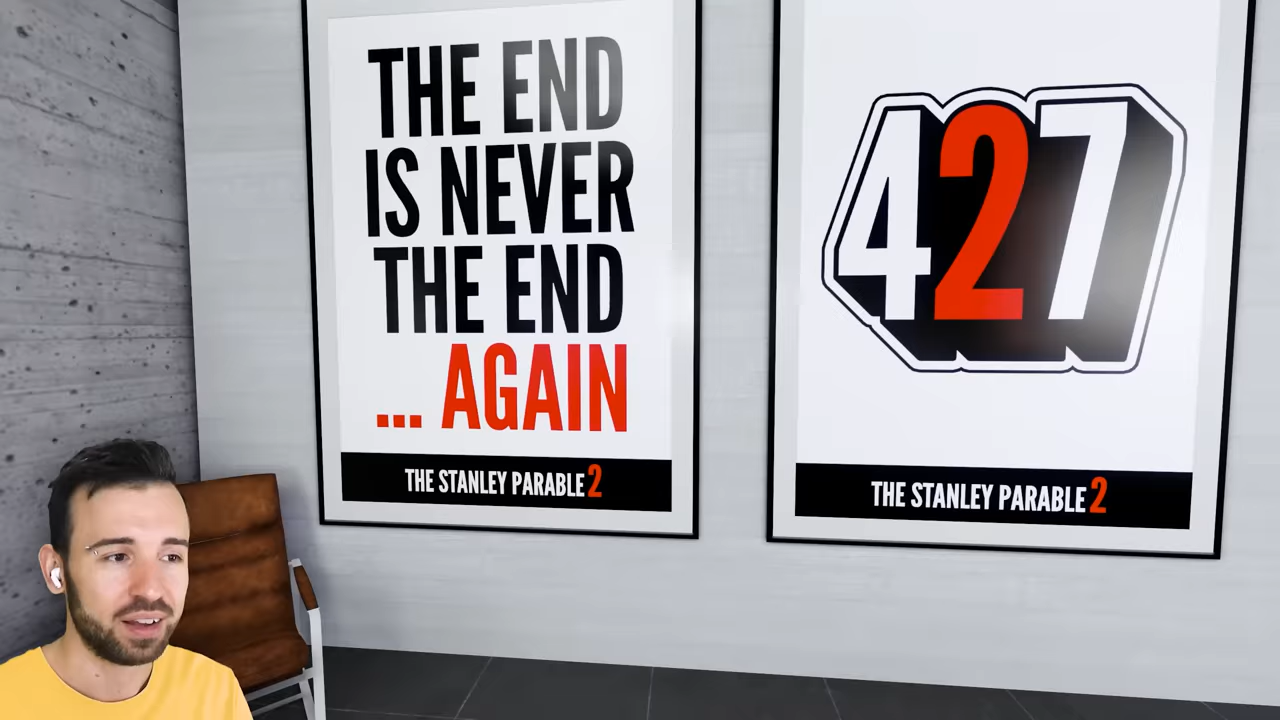 THE END
IS NEVER
THE END
... AGAIN
THE STANLEY PARABLE 2
427
THE STANLEY PARABLE 2